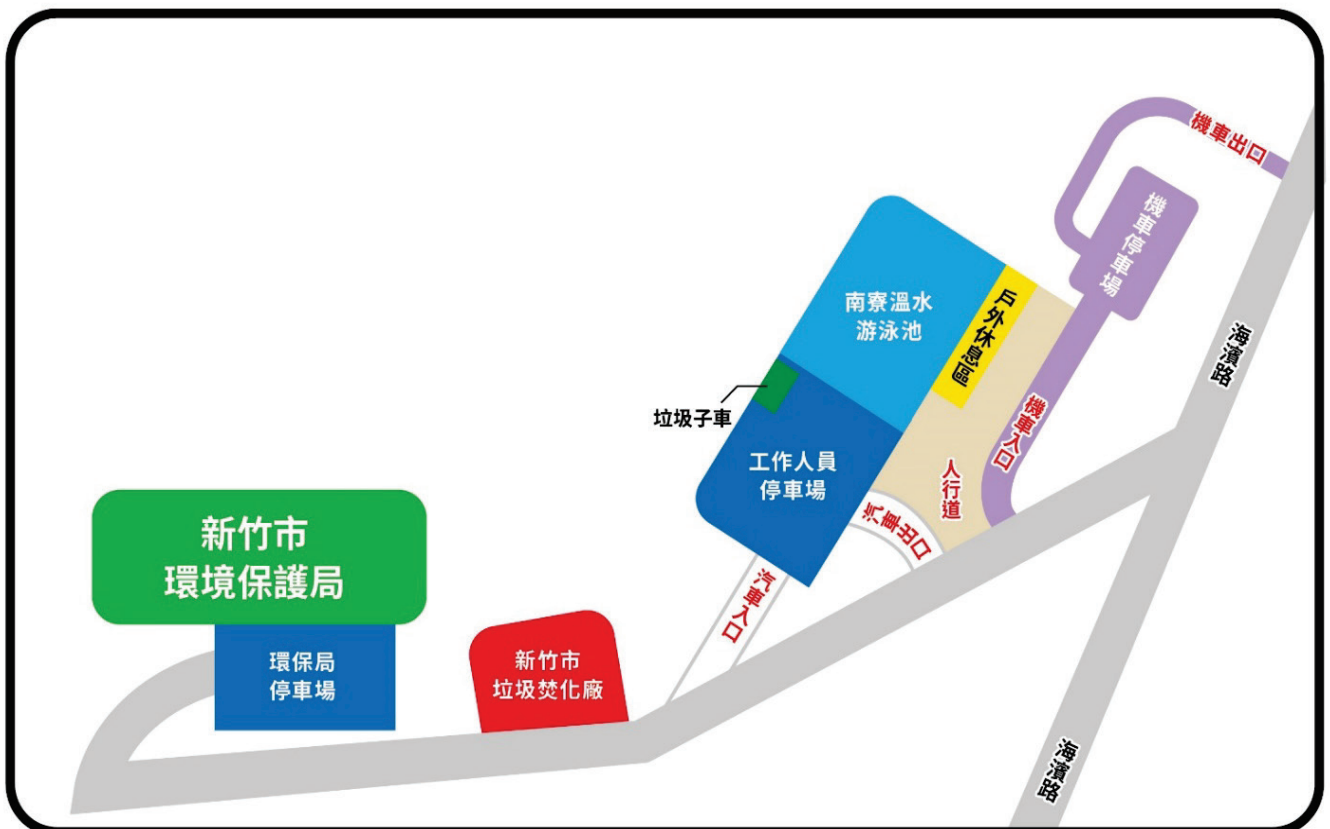 機車出口
機車停車場
南寮溫水
游泳池
戶外休息區
海濱路
垃圾子車
機車入口
工作人員
停車場
人行道
汽車出口
新竹市
環境保護局
汽車入口
環保局
停車場
新竹市
垃圾焚化廠
海濱路